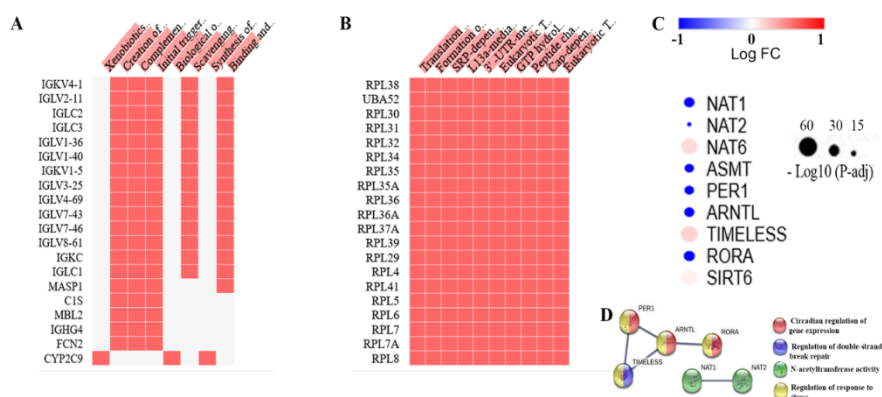 A
Xenobiotics..
Creation of..
Complemen..
Initial trigger..
Biological o..
Scavenging..
Synthesis of..
Binding and..
IGKV4-1
IGLV2-11
IGLC2
IGLC3
IGLV1-36
IGLV1-40
IGKV1-5
IGLV3-25
IGLV4-69
IGLV7-43
IGLV7-46
IGLV8-61
IGKC
IGLC1
MASP1
C1S
MBL2
IGHG4
FCN2
CYP2C9
B
Translation ..
Formation o..
SRP-depen..
L13a-media..
3'-UTR-me..
Eukaryotic T..
GTP hydrol..
Peptide cha..
Cap-depen..
Eukaryotic T..
RPL38
UBA52
RPL30
RPL31
RPL32
RPL34
RPL35
RPL35A
RPL36
RPL36A
RPL37A
RPL39
RPL29
RPL4
RPL41
RPL5
RPL6
RPL7
RPL7A
RPL8
C
-1 0 1
Log FC
NAT1
NAT2
NAT6
ASMT
PER1
ARNTL
TIMELESS
RORA
SIRT6
60 30 15
- Log10 (P-adj)
D
PER1
ARNTL
RORA
TIMELESS
NAT1
NAT2
Circadian regulation of
gene expression
Regulation of double-strand
break repair
N-acetyltransferase activity
Regulation of response to